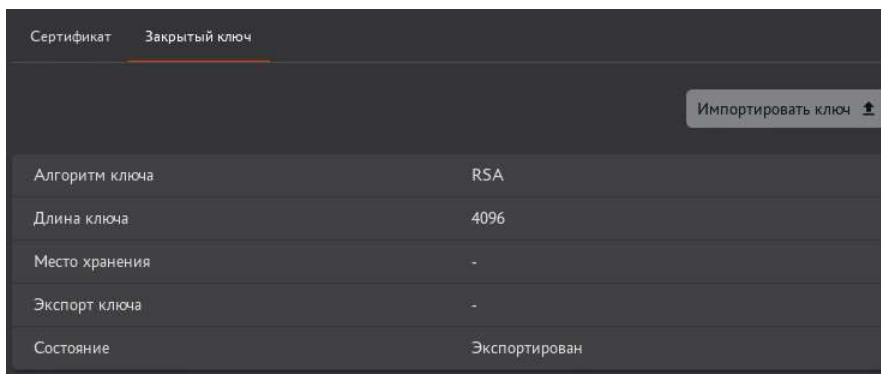 Сертификат Закрытый ключ
Импортировать ключ
Алгоритм ключа RSA
Длина ключа 4096
Место хранения -
Экспорт ключа -
Состояние Экспортирован